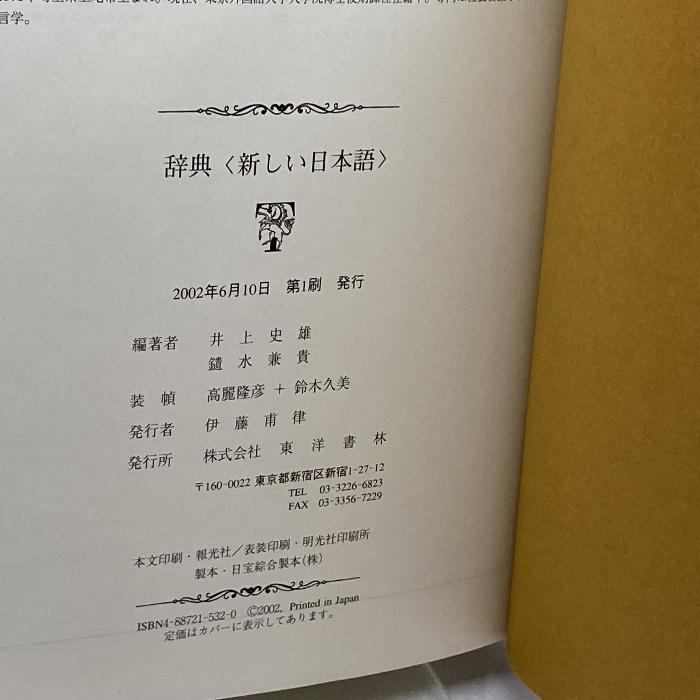 言学。
辞典〈新しい日本語〉
2002年6月10日 第1刷 発行
編著者 井上史雄
鑓水兼貴
装幀 高麗隆彦＋鈴木久美
発行者 伊藤甫律
発行所 株式会社 東洋書林
〒160-0022 東京都新宿区新宿1-27-12
TEL 03-3226-6823
FAX 03-3356-7229
本文印刷・報光社／表装印刷・明光社印刷所
製本・日宝綜合製本(株)
ISBN4-88721-532-0 ©2002, Printed in Japan
定価はカバーに表示してあります。